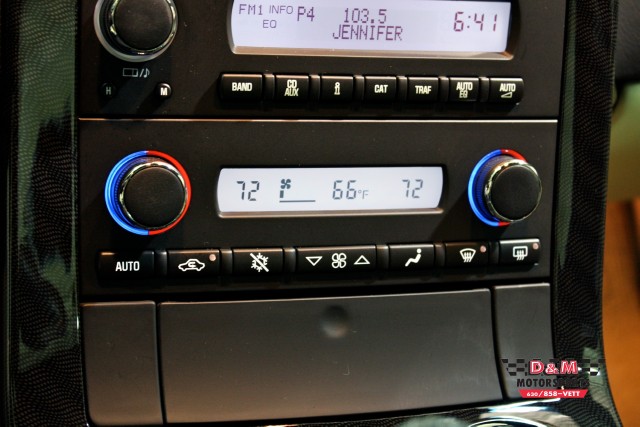 FM1 INFO P4 103.5 6:41
EQ JENNIFER
H M
BAND CD AUX i CAT TRAF AUTO EQ AUTO
72 66°F 72
AUTO
D&M
MOTORSPORTS
630/858-VETT